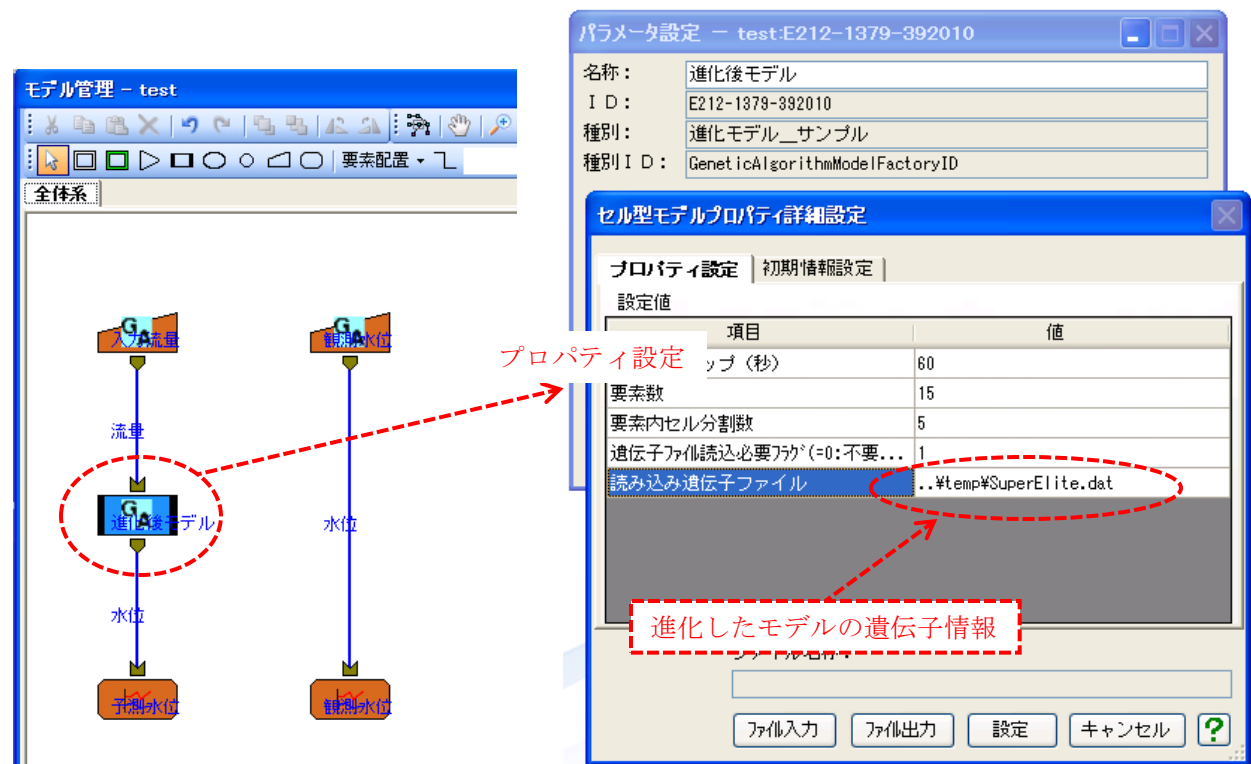 モデル管理 - test
要素配置
全体系
GA
入力流量
GA
観測水位
流量
GA
進化後モデル
水位
水位
予測水位
観測水位
プロパティ設定
パラメータ設定 - test:E212-1379-392010
名称: 進化後モデル
ID: E212-1379-392010
種別: 進化モデル__サンプル
種別ID: GeneticAlgorithmModelFactoryID
セル型モデルプロパティ詳細設定
プロパティ設定 初期情報設定
設定値
項目 値
ップ(秒) 60
要素数 15
要素内セル分割数 5
遺伝子ファイル読込必要フラグ(=0:不要... 1
読み込み遺伝子ファイル ..¥temp¥SuperElite.dat
進化したモデルの遺伝子情報
ファイル入力 ファイル出力 設定 キャンセル ?